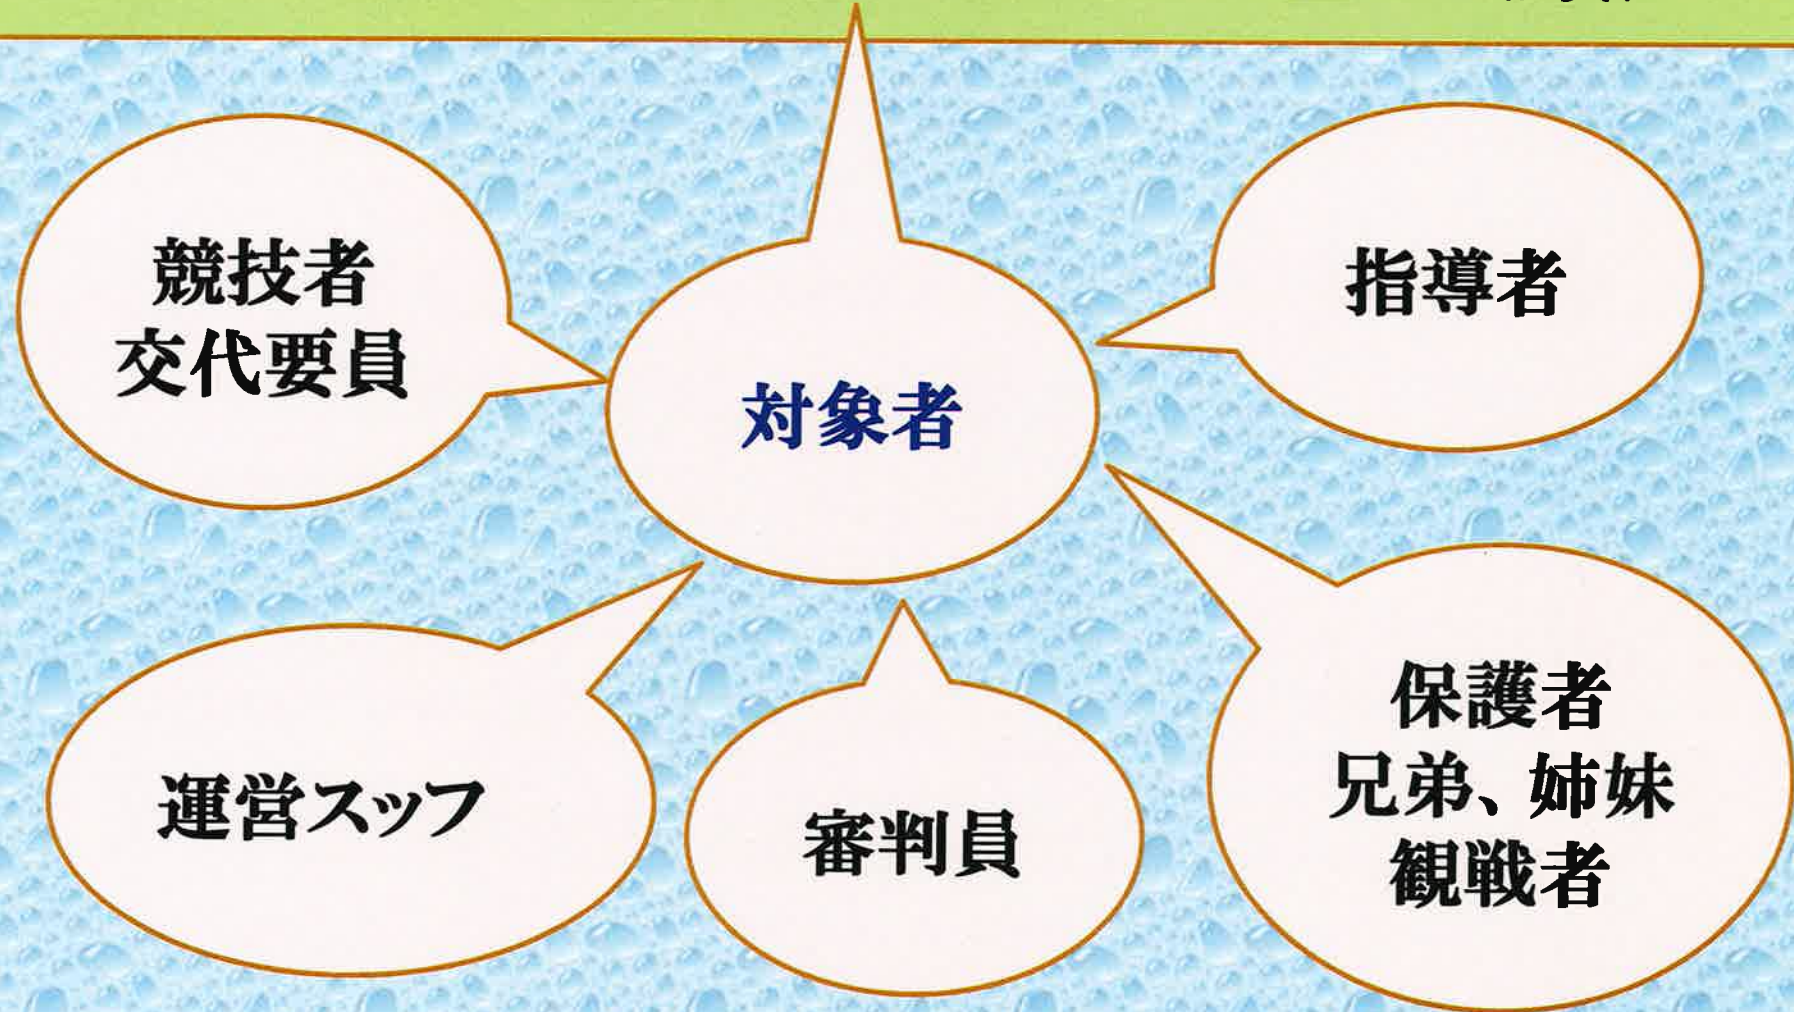 競技者
交代要員
対象者
指導者
運営スッフ
審判員
保護者
兄弟、姉妹
観戦者